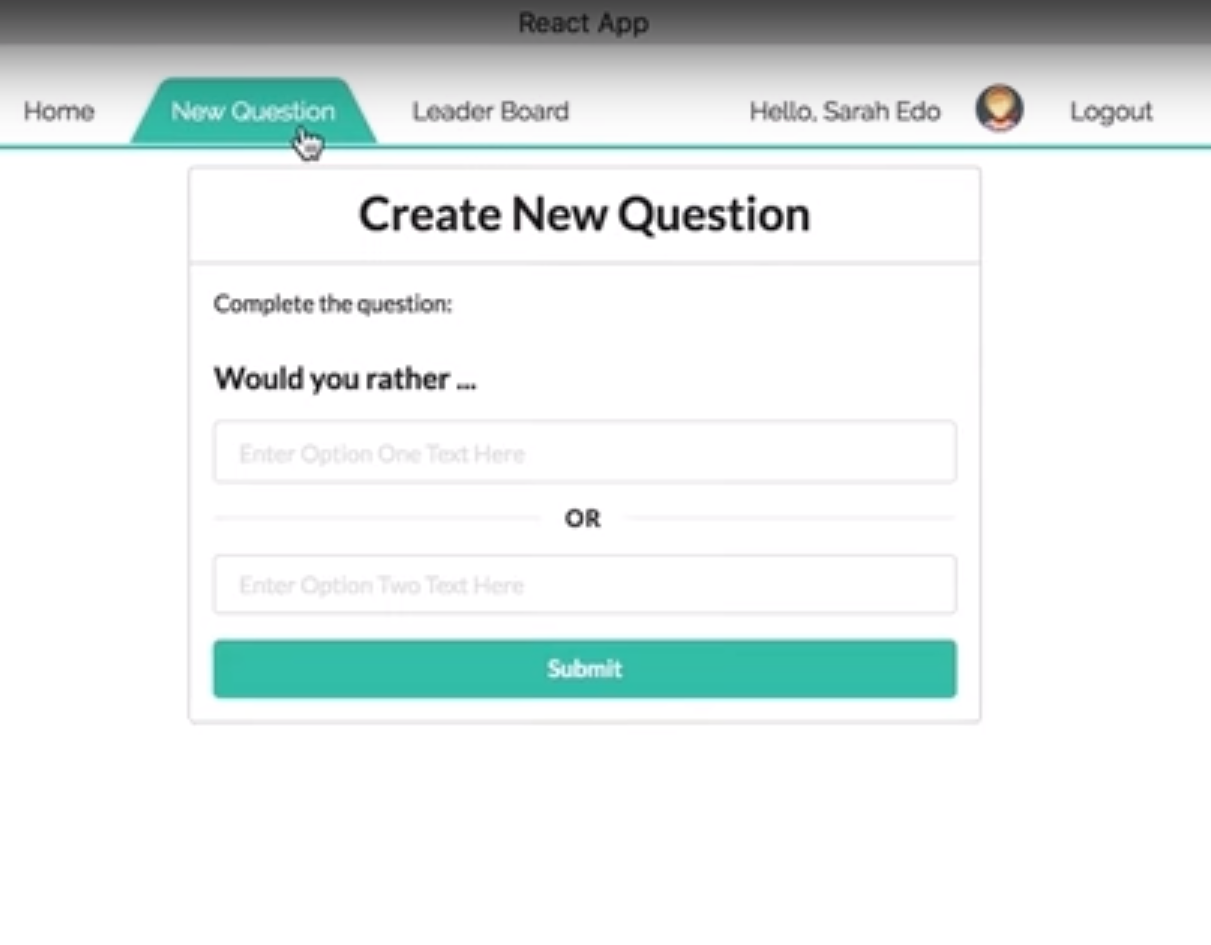 React App
Home New Question Leader Board Hello, Sarah Edo Logout
Create New Question
Complete the question:
Would you rather ...
Enter Option One Text Here
OR
Enter Option Two Text Here
Submit